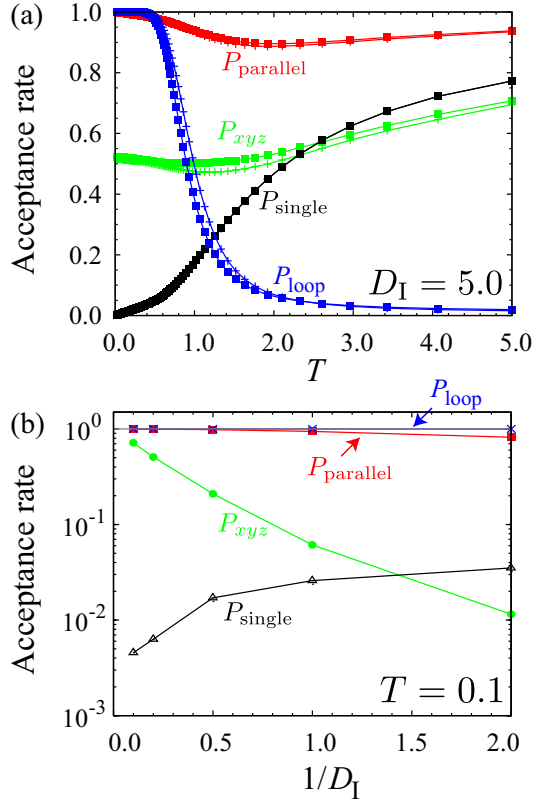 (a)
Acceptance rate
1.0
0.8
0.6
0.4
0.2
0.0
P_parallel
P_xyz
P_single
P_loop
D_I = 5.0
0.0 1.0 2.0 3.0 4.0 5.0
T
(b)
Acceptance rate
10^0
10^-1
10^-2
10^-3
P_loop
P_parallel
P_xyz
P_single
T = 0.1
0.0 0.5 1.0 1.5 2.0
1/D_I